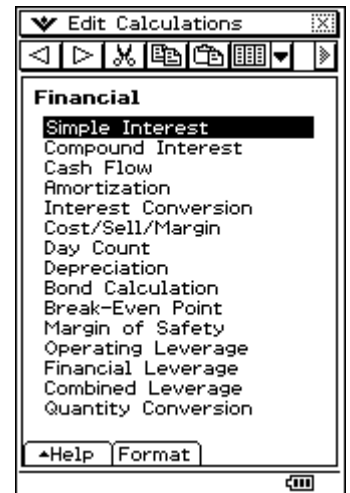 Edit Calculations
Financial
Simple Interest
Compound Interest
Cash Flow
Amortization
Interest Conversion
Cost/Sell/Margin
Day Count
Depreciation
Bond Calculation
Break-Even Point
Margin of Safety
Operating Leverage
Financial Leverage
Combined Leverage
Quantity Conversion
Help Format